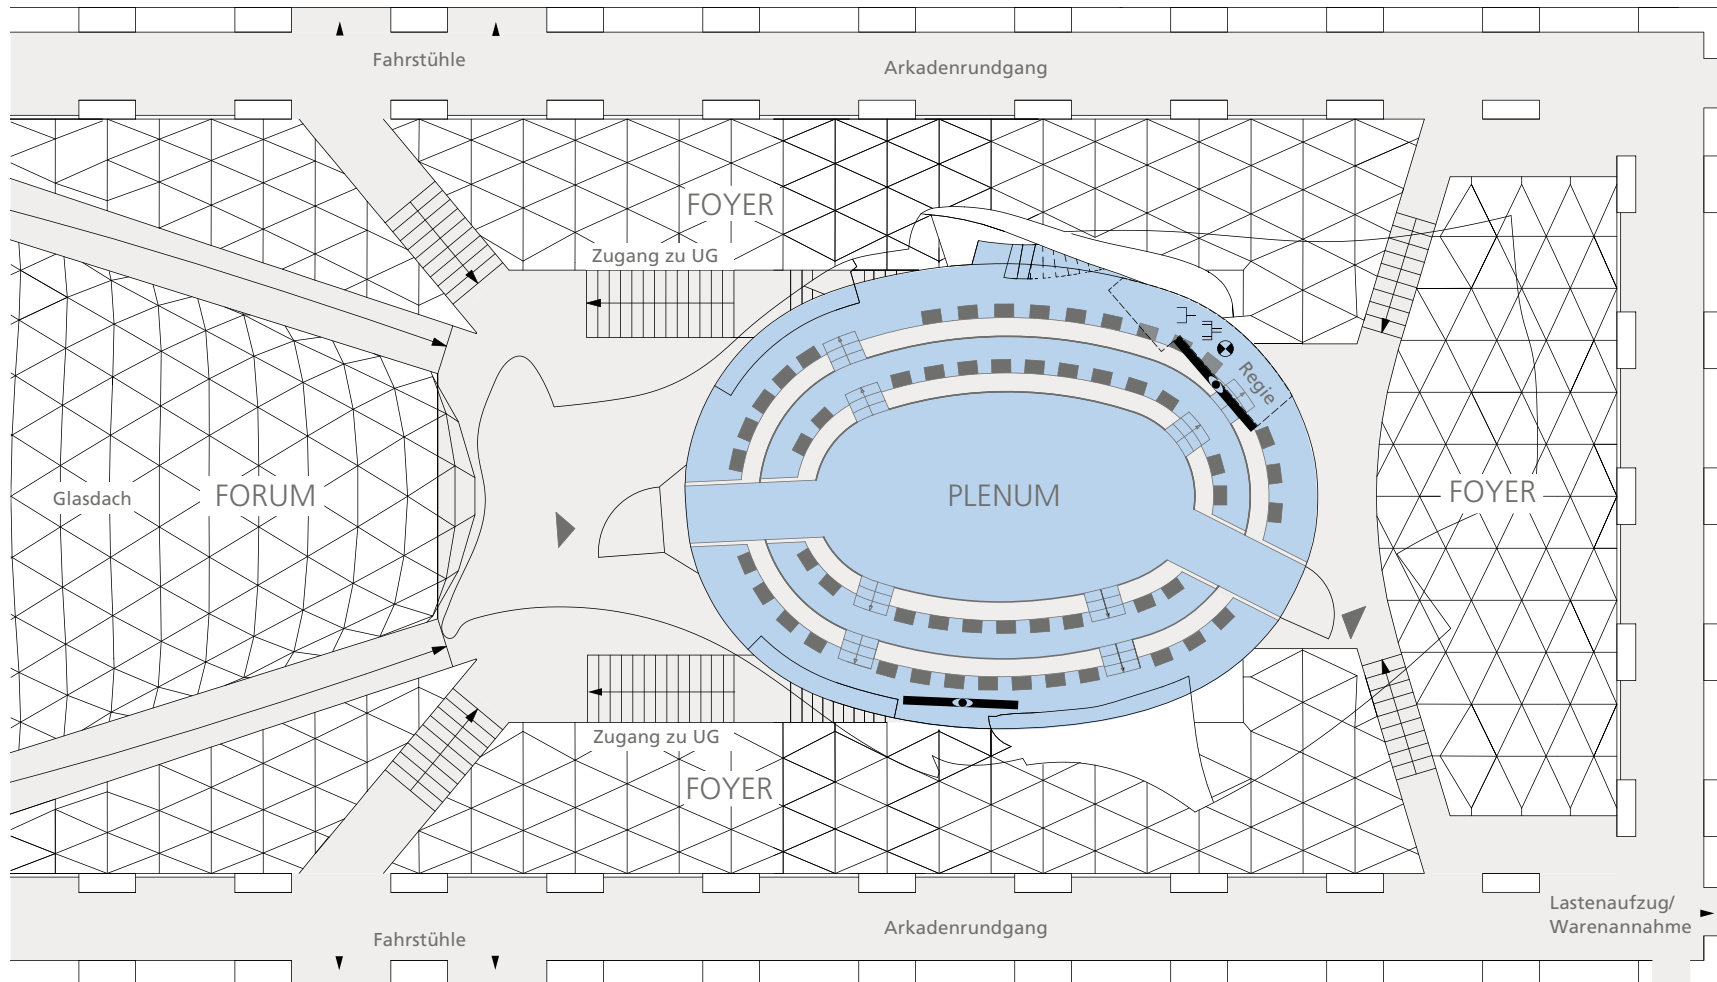 Fahrstühle
Arkadenrundgang
FOYER
Zugang zu UG
Regie
Glasdach
FORUM
PLENUM
FOYER
Zugang zu UG
FOYER
Lastenaufzug/
Warenannahme
Arkadenrundgang
Fahrstühle